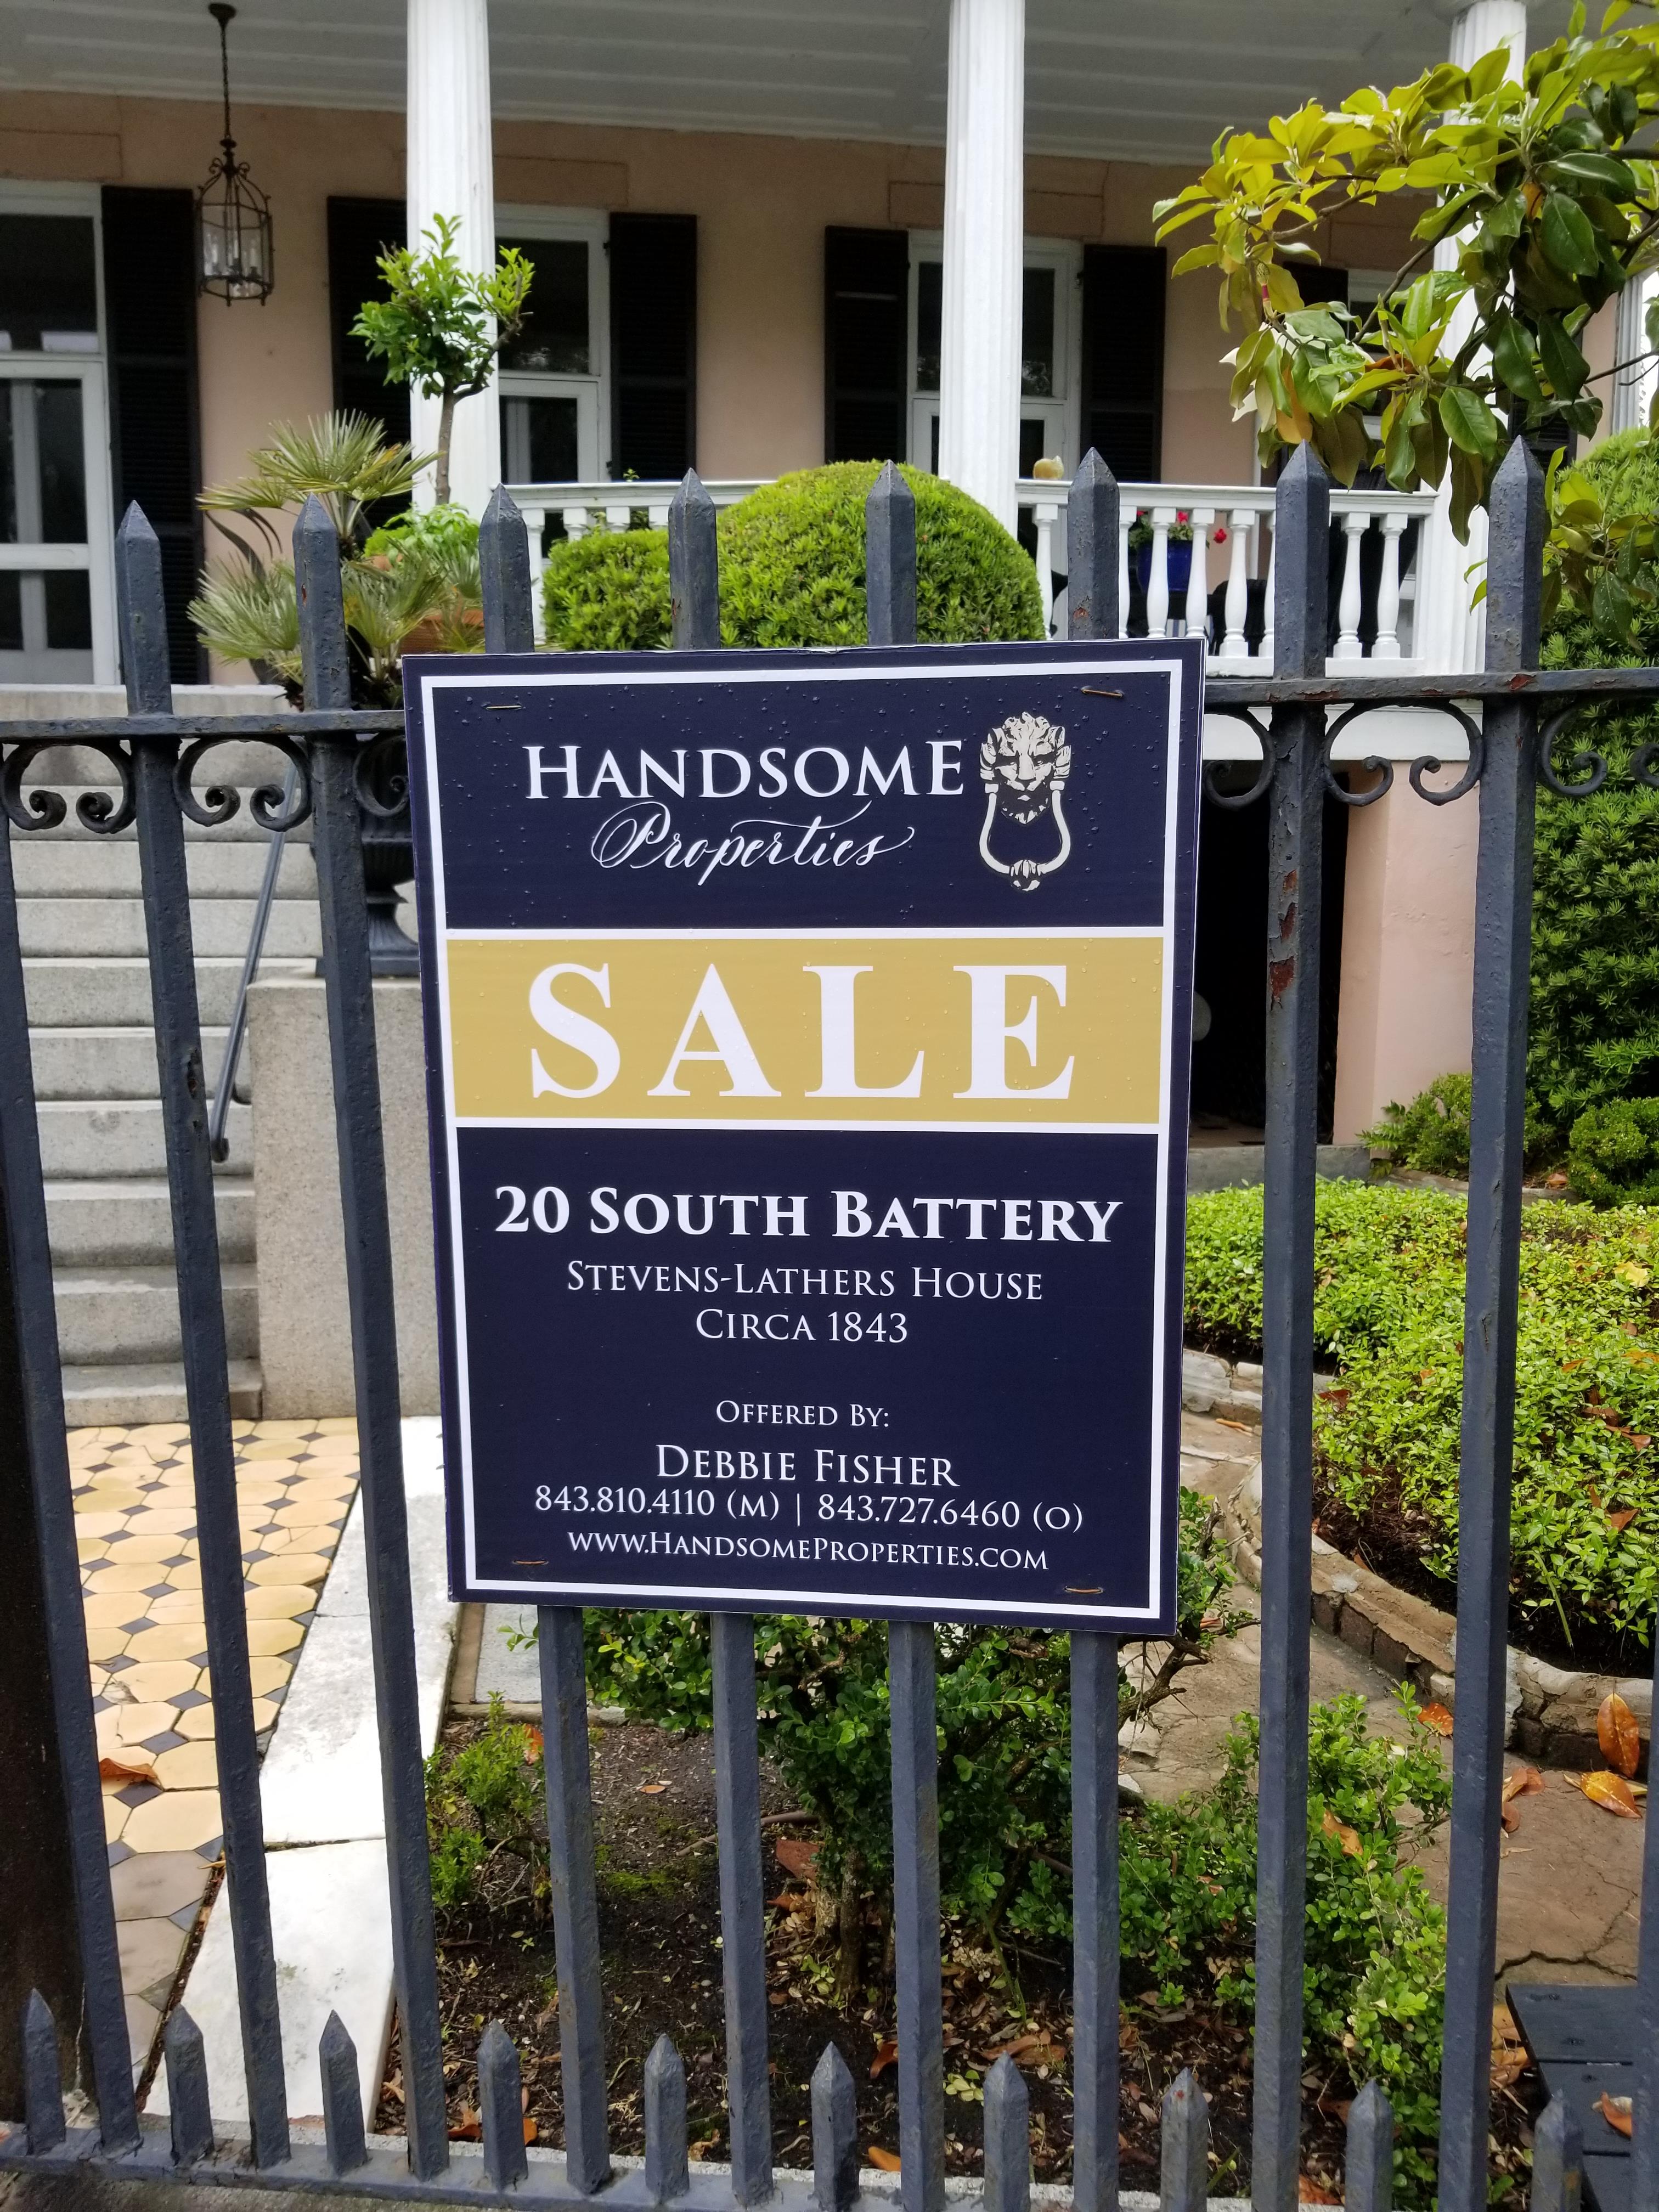 HANDSOME
Properties
SALE
20 SOUTH BATTERY
STEVENS-LATHERS HOUSE
CIRCA 1843
OFFERED BY:
DEBBIE FISHER
843.810.4110 (M) | 843.727.6460 (O)
WWW.HANDSOMEPROPERTIES.COM